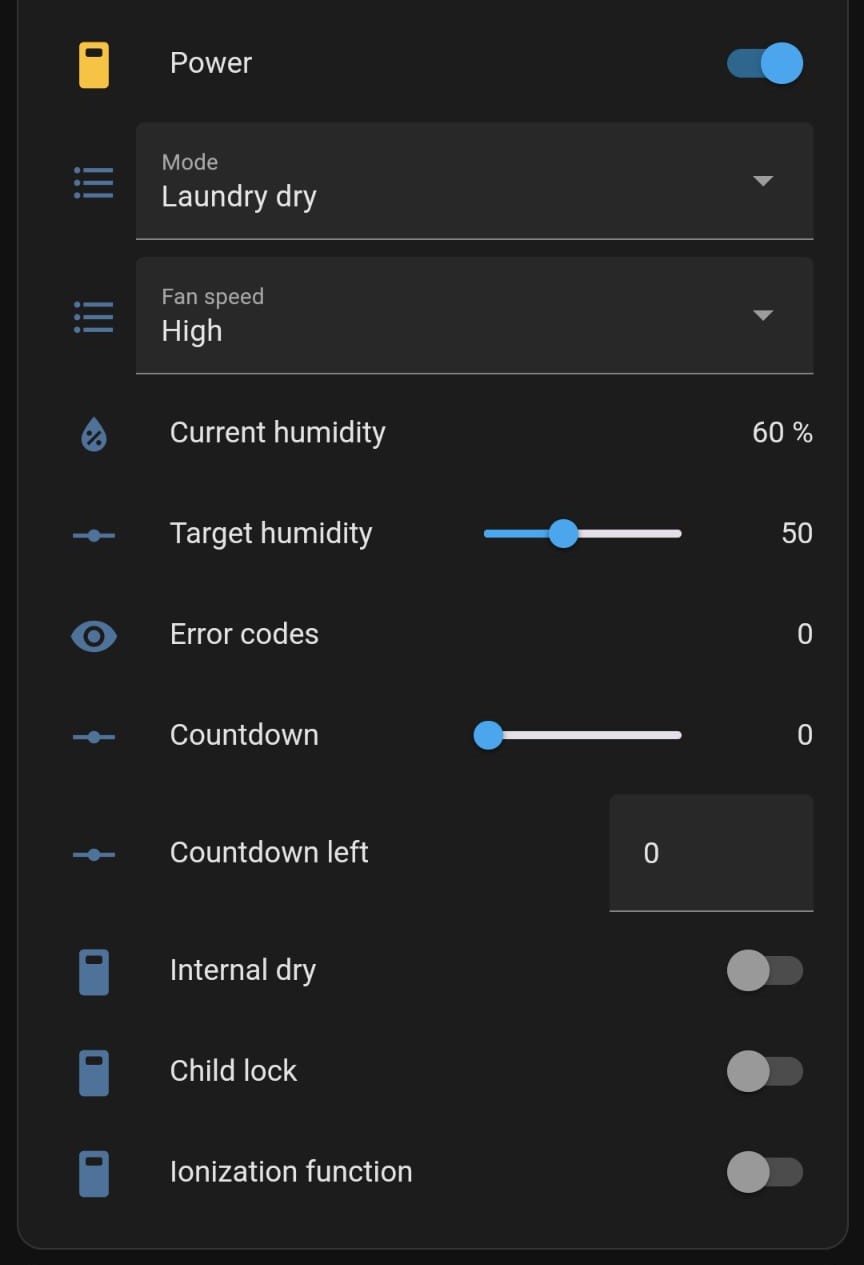 Power
Mode
Laundry dry
Fan speed
High
Current humidity 60 %
Target humidity 50
Error codes 0
Countdown 0
Countdown left 0
Internal dry
Child lock
Ionization function